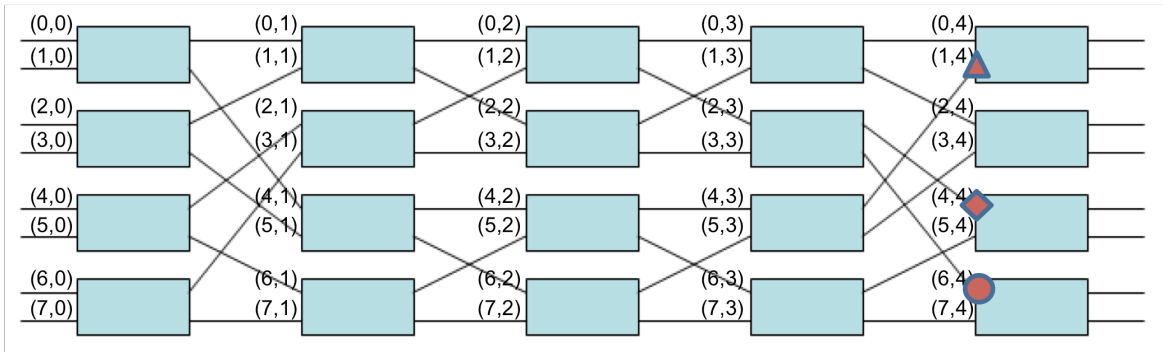 (0,0) (0,1) (0,2) (0,3) (0,4)
(1,0) (1,1) (1,2) (1,3) (1,4)
(2,0) (2,1) (2,2) (2,3) (2,4)
(3,0) (3,1) (3,2) (3,3) (3,4)
(4,0) (4,1) (4,2) (4,3) (4,4)
(5,0) (5,1) (5,2) (5,3) (5,4)
(6,0) (6,1) (6,2) (6,3) (6,4)
(7,0) (7,1) (7,2) (7,3) (7,4)